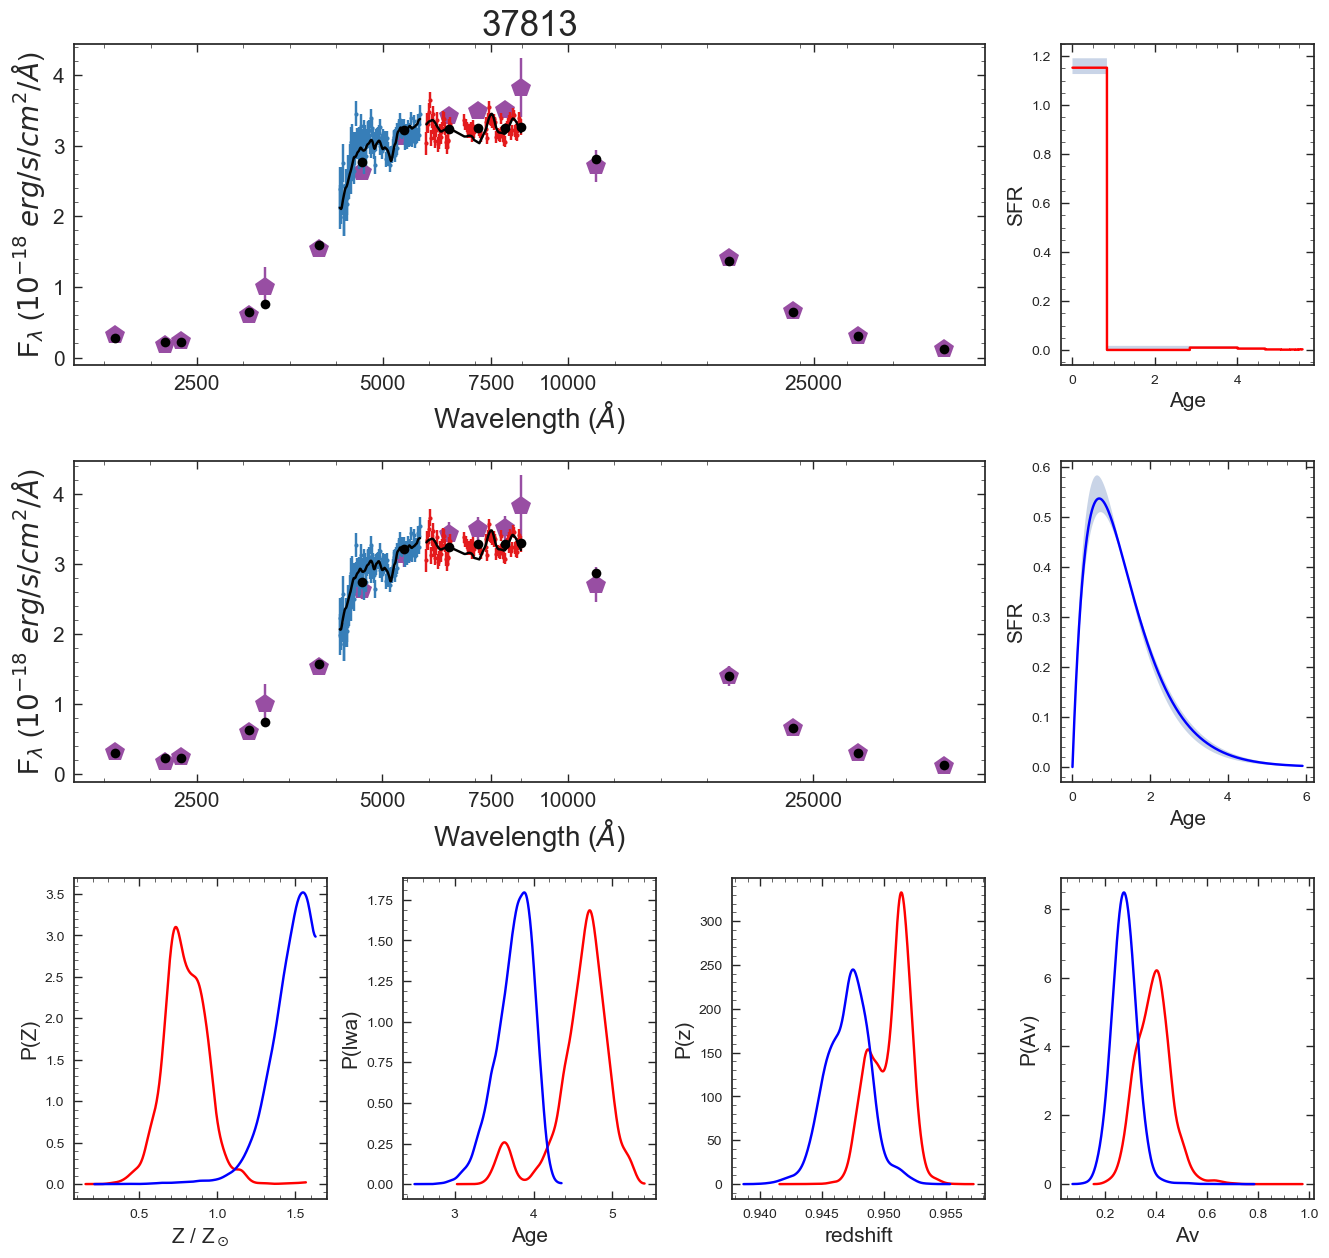 37813
F_λ (10^{-18} erg/s/cm^2/Å)
4
3
2
1
0
2500 5000 7500 10000 25000
Wavelength (Å)
SFR
1.2
1.0
0.8
0.6
0.4
0.2
0.0
0 2 4
Age
F_λ (10^{-18} erg/s/cm^2/Å)
4
3
2
1
0
2500 5000 7500 10000 25000
Wavelength (Å)
SFR
0.6
0.5
0.4
0.3
0.2
0.1
0.0
0 2 4 6
Age
P(Z)
3.5
3.0
2.5
2.0
1.5
1.0
0.5
0.0
0.5 1.0 1.5
Z / Z_⊙
P(lwa)
1.75
1.50
1.25
1.00
0.75
0.50
0.25
0.00
3 4 5
Age
P(z)
300
250
200
150
100
50
0
0.940 0.945 0.950 0.955
redshift
P(Av)
8
6
4
2
0
0.2 0.4 0.6 0.8 1.0
Av